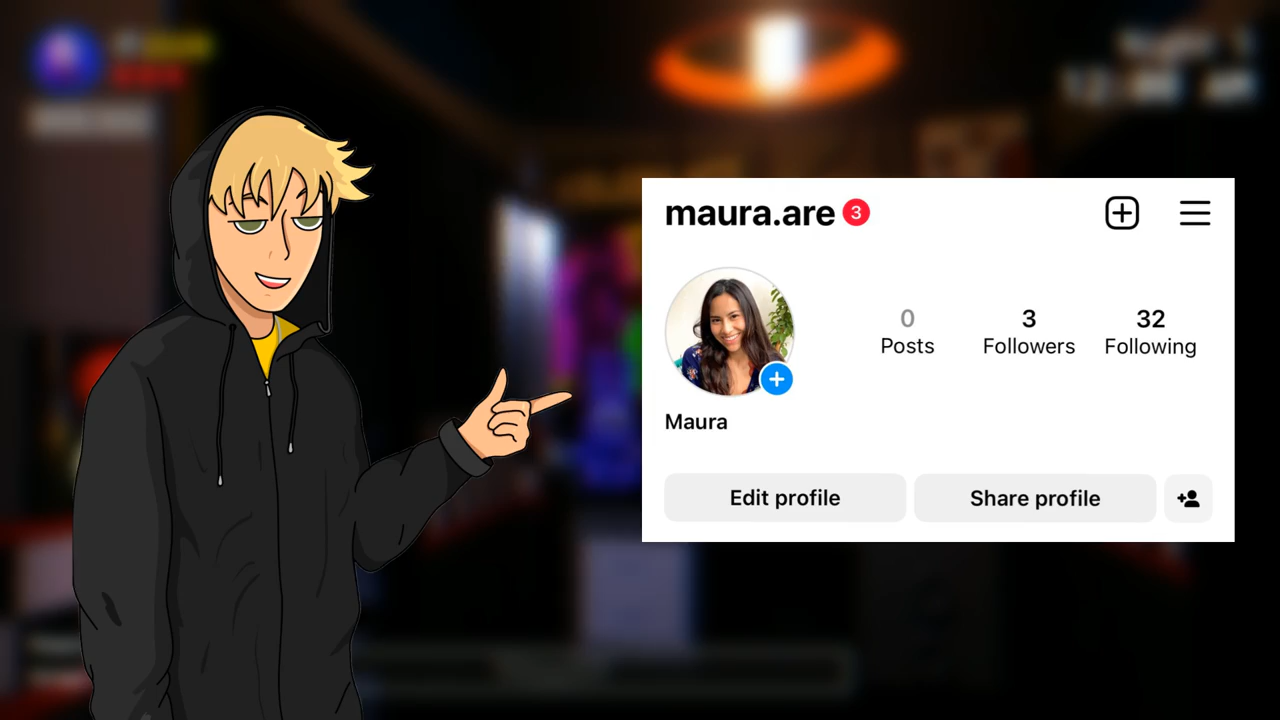 maura.are 3
0 3 32
Posts Followers Following
Maura
Edit profile Share profile